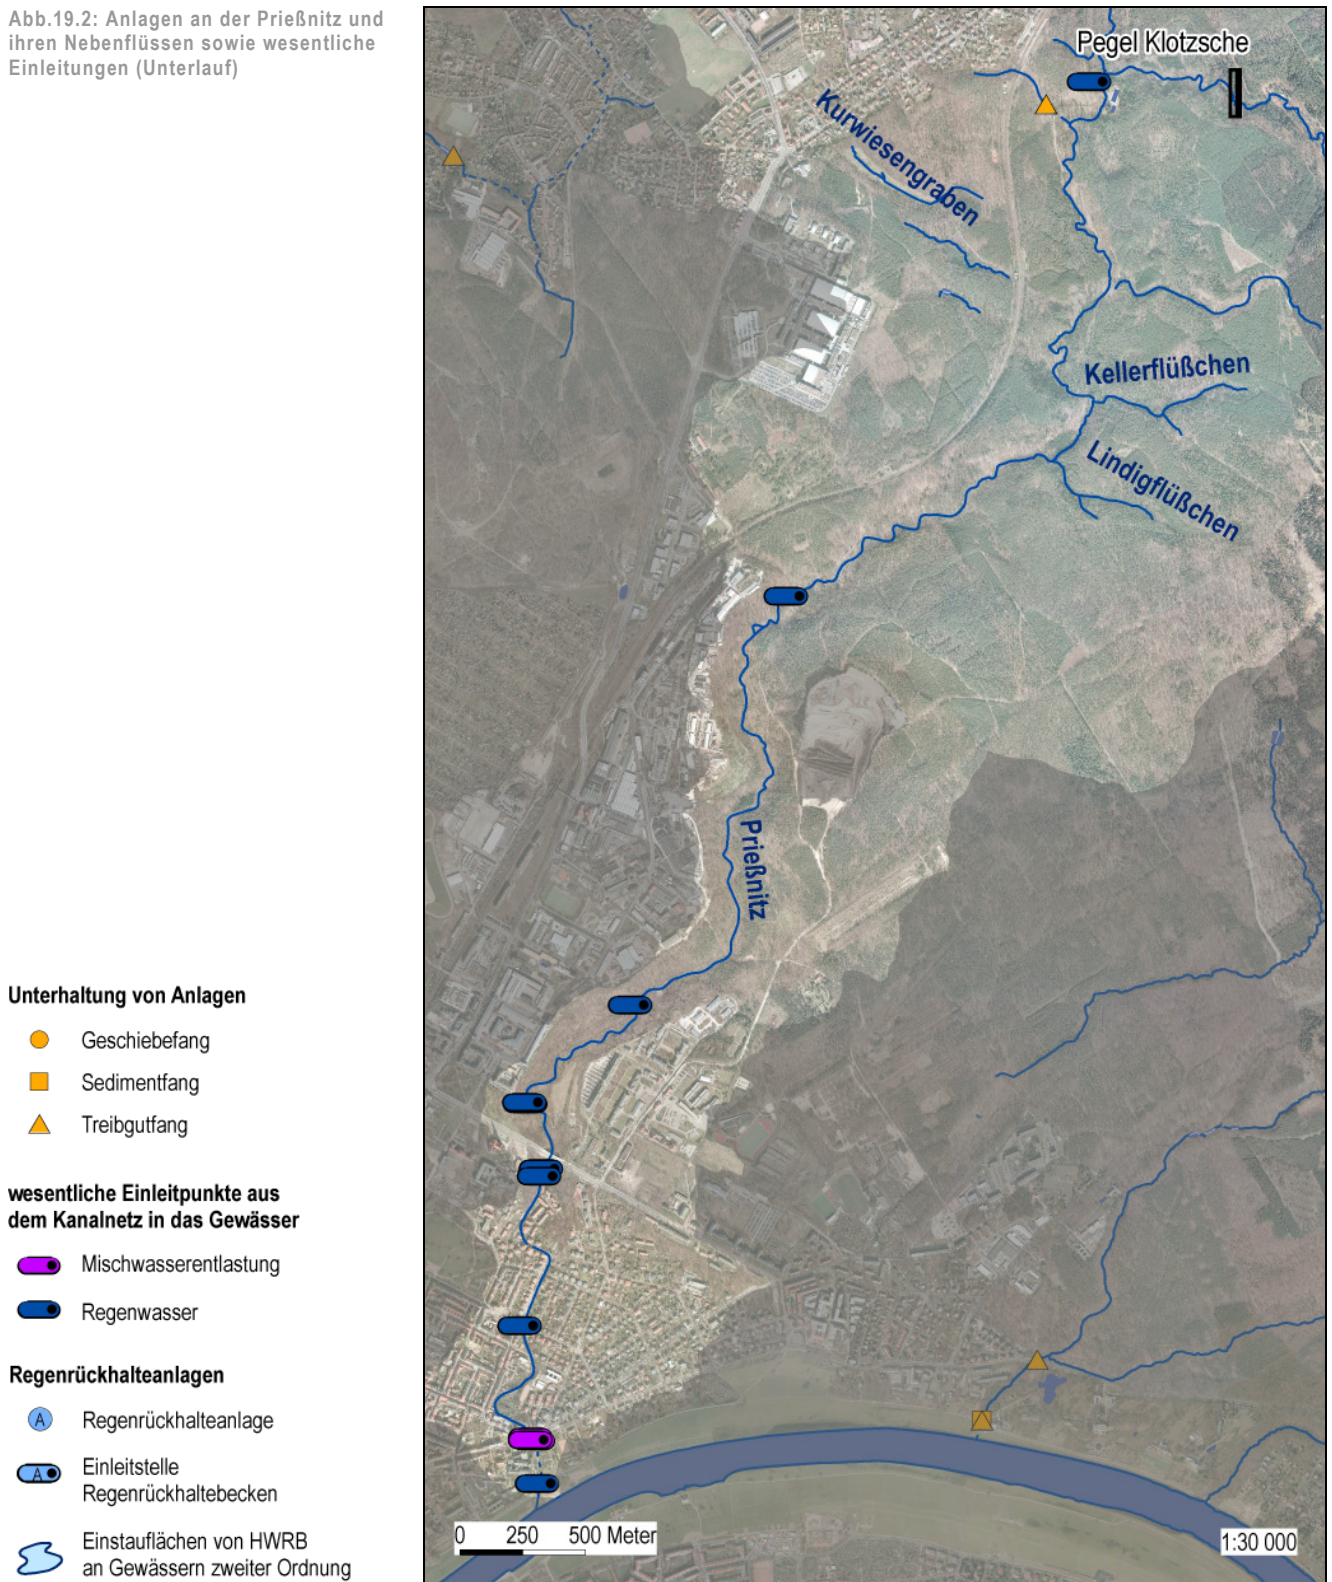 Abb.19.2: Anlagen an der Prießnitz und
ihren Nebenflüssen sowie wesentliche
Einleitungen (Unterlauf)
Pegel Klotzsche
Kurwiesengraben
Kellerflüßchen
Lindigflüßchen
Prießnitz
Unterhaltung von Anlagen
Geschiebefang
Sedimentfang
Treibgutfang
wesentliche Einleitpunkte aus
dem Kanalnetz in das Gewässer
Mischwasserentlastung
Regenwasser
Regenrückhalteanlagen
A Regenrückhalteanlage
A Einleitstelle
Regenrückhaltebecken
Einstauflächen von HWRB
an Gewässern zweiter Ordnung
0 250 500 Meter
1:30 000